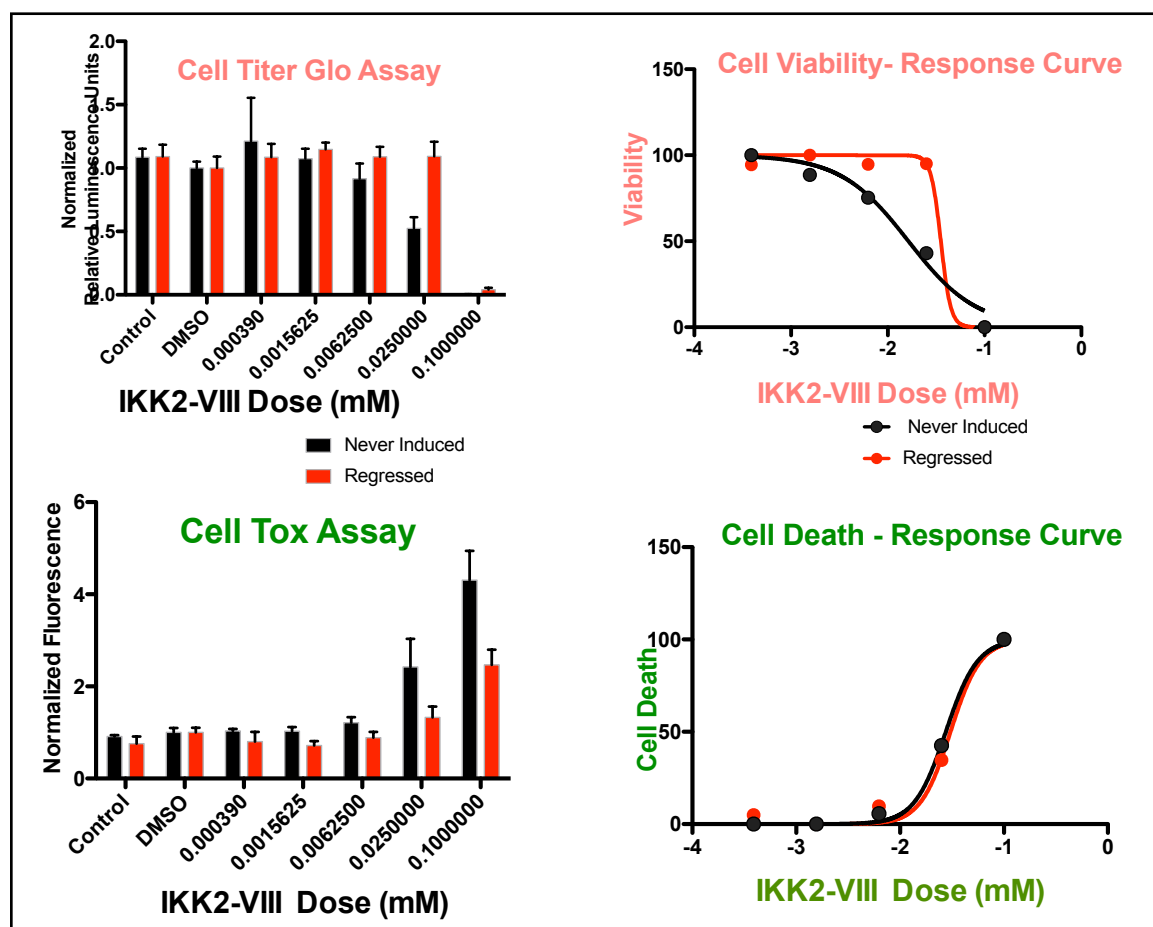 Cell Titer Glo Assay
Normalized
Relative Luminescence Units
2.0
1.5
1.0
0.5
0.0
Control
DMSO
0.000390
0.0015625
0.0062500
0.0250000
0.1000000
IKK2-VIII Dose (mM)
Cell Viability- Response Curve
Viability
150
100
50
0
-4
-3
-2
-1
0
IKK2-VIII Dose (mM)
Never Induced
Regressed
Never Induced
Regressed
Cell Tox Assay
Normalized Fluorescence
6
4
2
0
Control
DMSO
0.000390
0.0015625
0.0062500
0.0250000
0.1000000
IKK2-VIII Dose (mM)
Cell Death - Response Curve
Cell Death
150
100
50
0
-4
-3
-2
-1
0
IKK2-VIII Dose (mM)